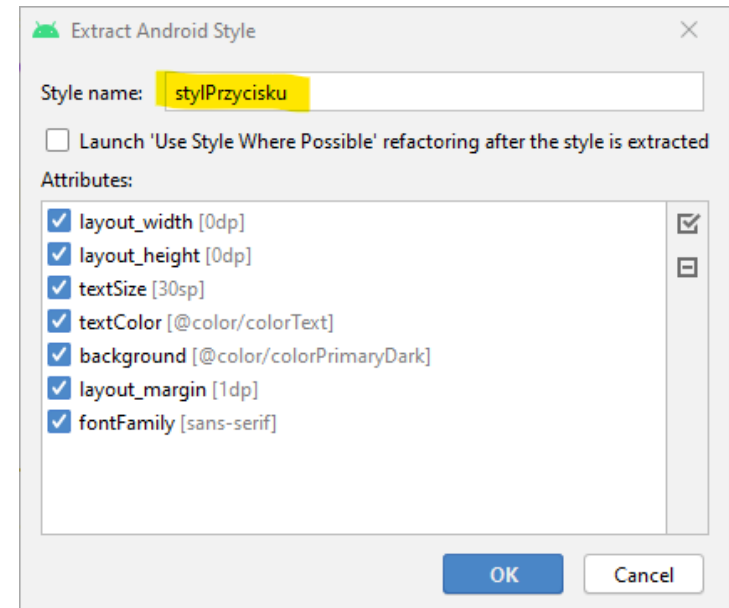 Extract Android Style
Style name: stylPrzycisku
Launch 'Use Style Where Possible' refactoring after the style is extracted
Attributes:
layout_width [0dp]
layout_height [0dp]
textSize [30sp]
textColor [@color/colorText]
background [@color/colorPrimaryDark]
layout_margin [1dp]
fontFamily [sans-serif]
OK Cancel